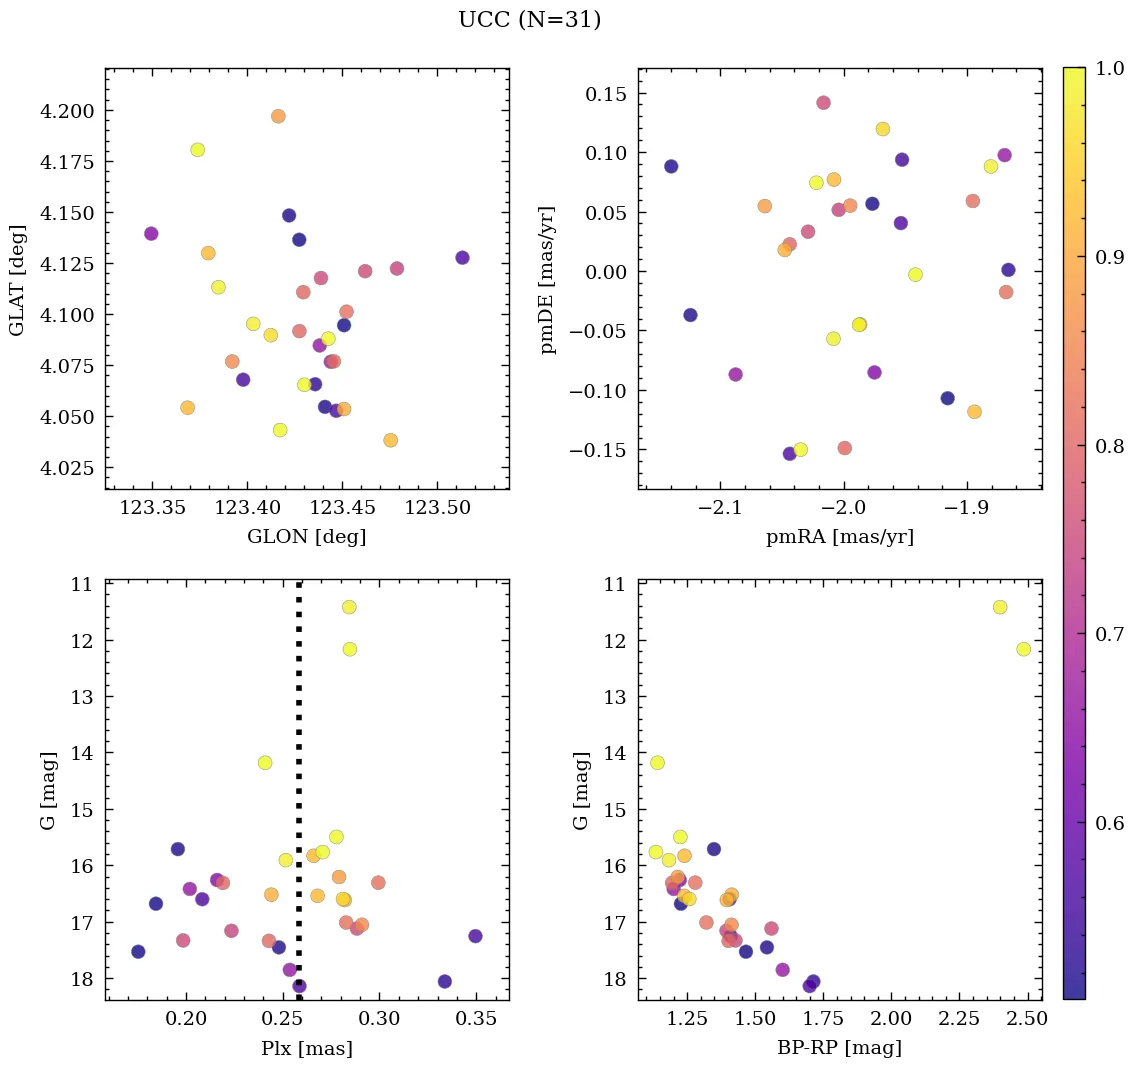 UCC (N=31)
4.200
4.175
4.150
4.125
4.100
4.075
4.050
4.025
GLAT [deg]
123.35 123.40 123.45 123.50
GLON [deg]
0.15
0.10
0.05
0.00
−0.05
−0.10
−0.15
pmDE [mas/yr]
−2.1 −2.0 −1.9
pmRA [mas/yr]
11
12
13
14
15
16
17
18
G [mag]
0.20 0.25 0.30 0.35
Plx [mas]
11
12
13
14
15
16
17
18
G [mag]
1.25 1.50 1.75 2.00 2.25 2.50
BP-RP [mag]
1.0
0.9
0.8
0.7
0.6